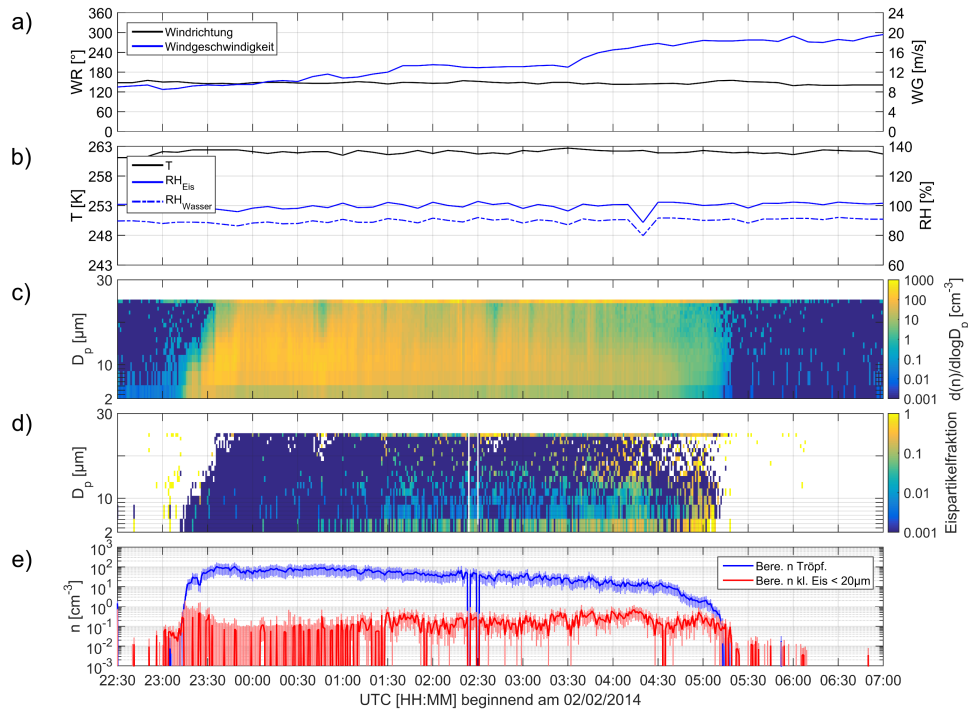 a)
360
300
240
180
120
60
0
WR [°]
Windrichtung
Windgeschwindigkeit
24
20
16
12
8
4
0
WG [m/s]
b)
263
253
248
243
T [K]
T
RH_Eis
RH_Wasser
140
120
100
80
60
RH [%]
c)
30
10
2
D_p [µm]
1000
100
10
1
0.1
0.01
0.001
d(n)/dlogD_p [cm^-3]
d)
30
10
2
D_p [µm]
1
0.1
0.01
0.001
Eispartikelfraktion
e)
10^3
10^2
10^1
10^0
10^-1
10^-2
10^-3
n [cm^-3]
Bere. n Tröpf.
Bere. n kl. Eis < 20µm
22:30 23:00 23:30 00:00 00:30 01:00 01:30 02:00 02:30 03:00 03:30 04:00 04:30 05:00 05:30 06:00 06:30 07:00
UTC [HH:MM] beginnend am 02/02/2014